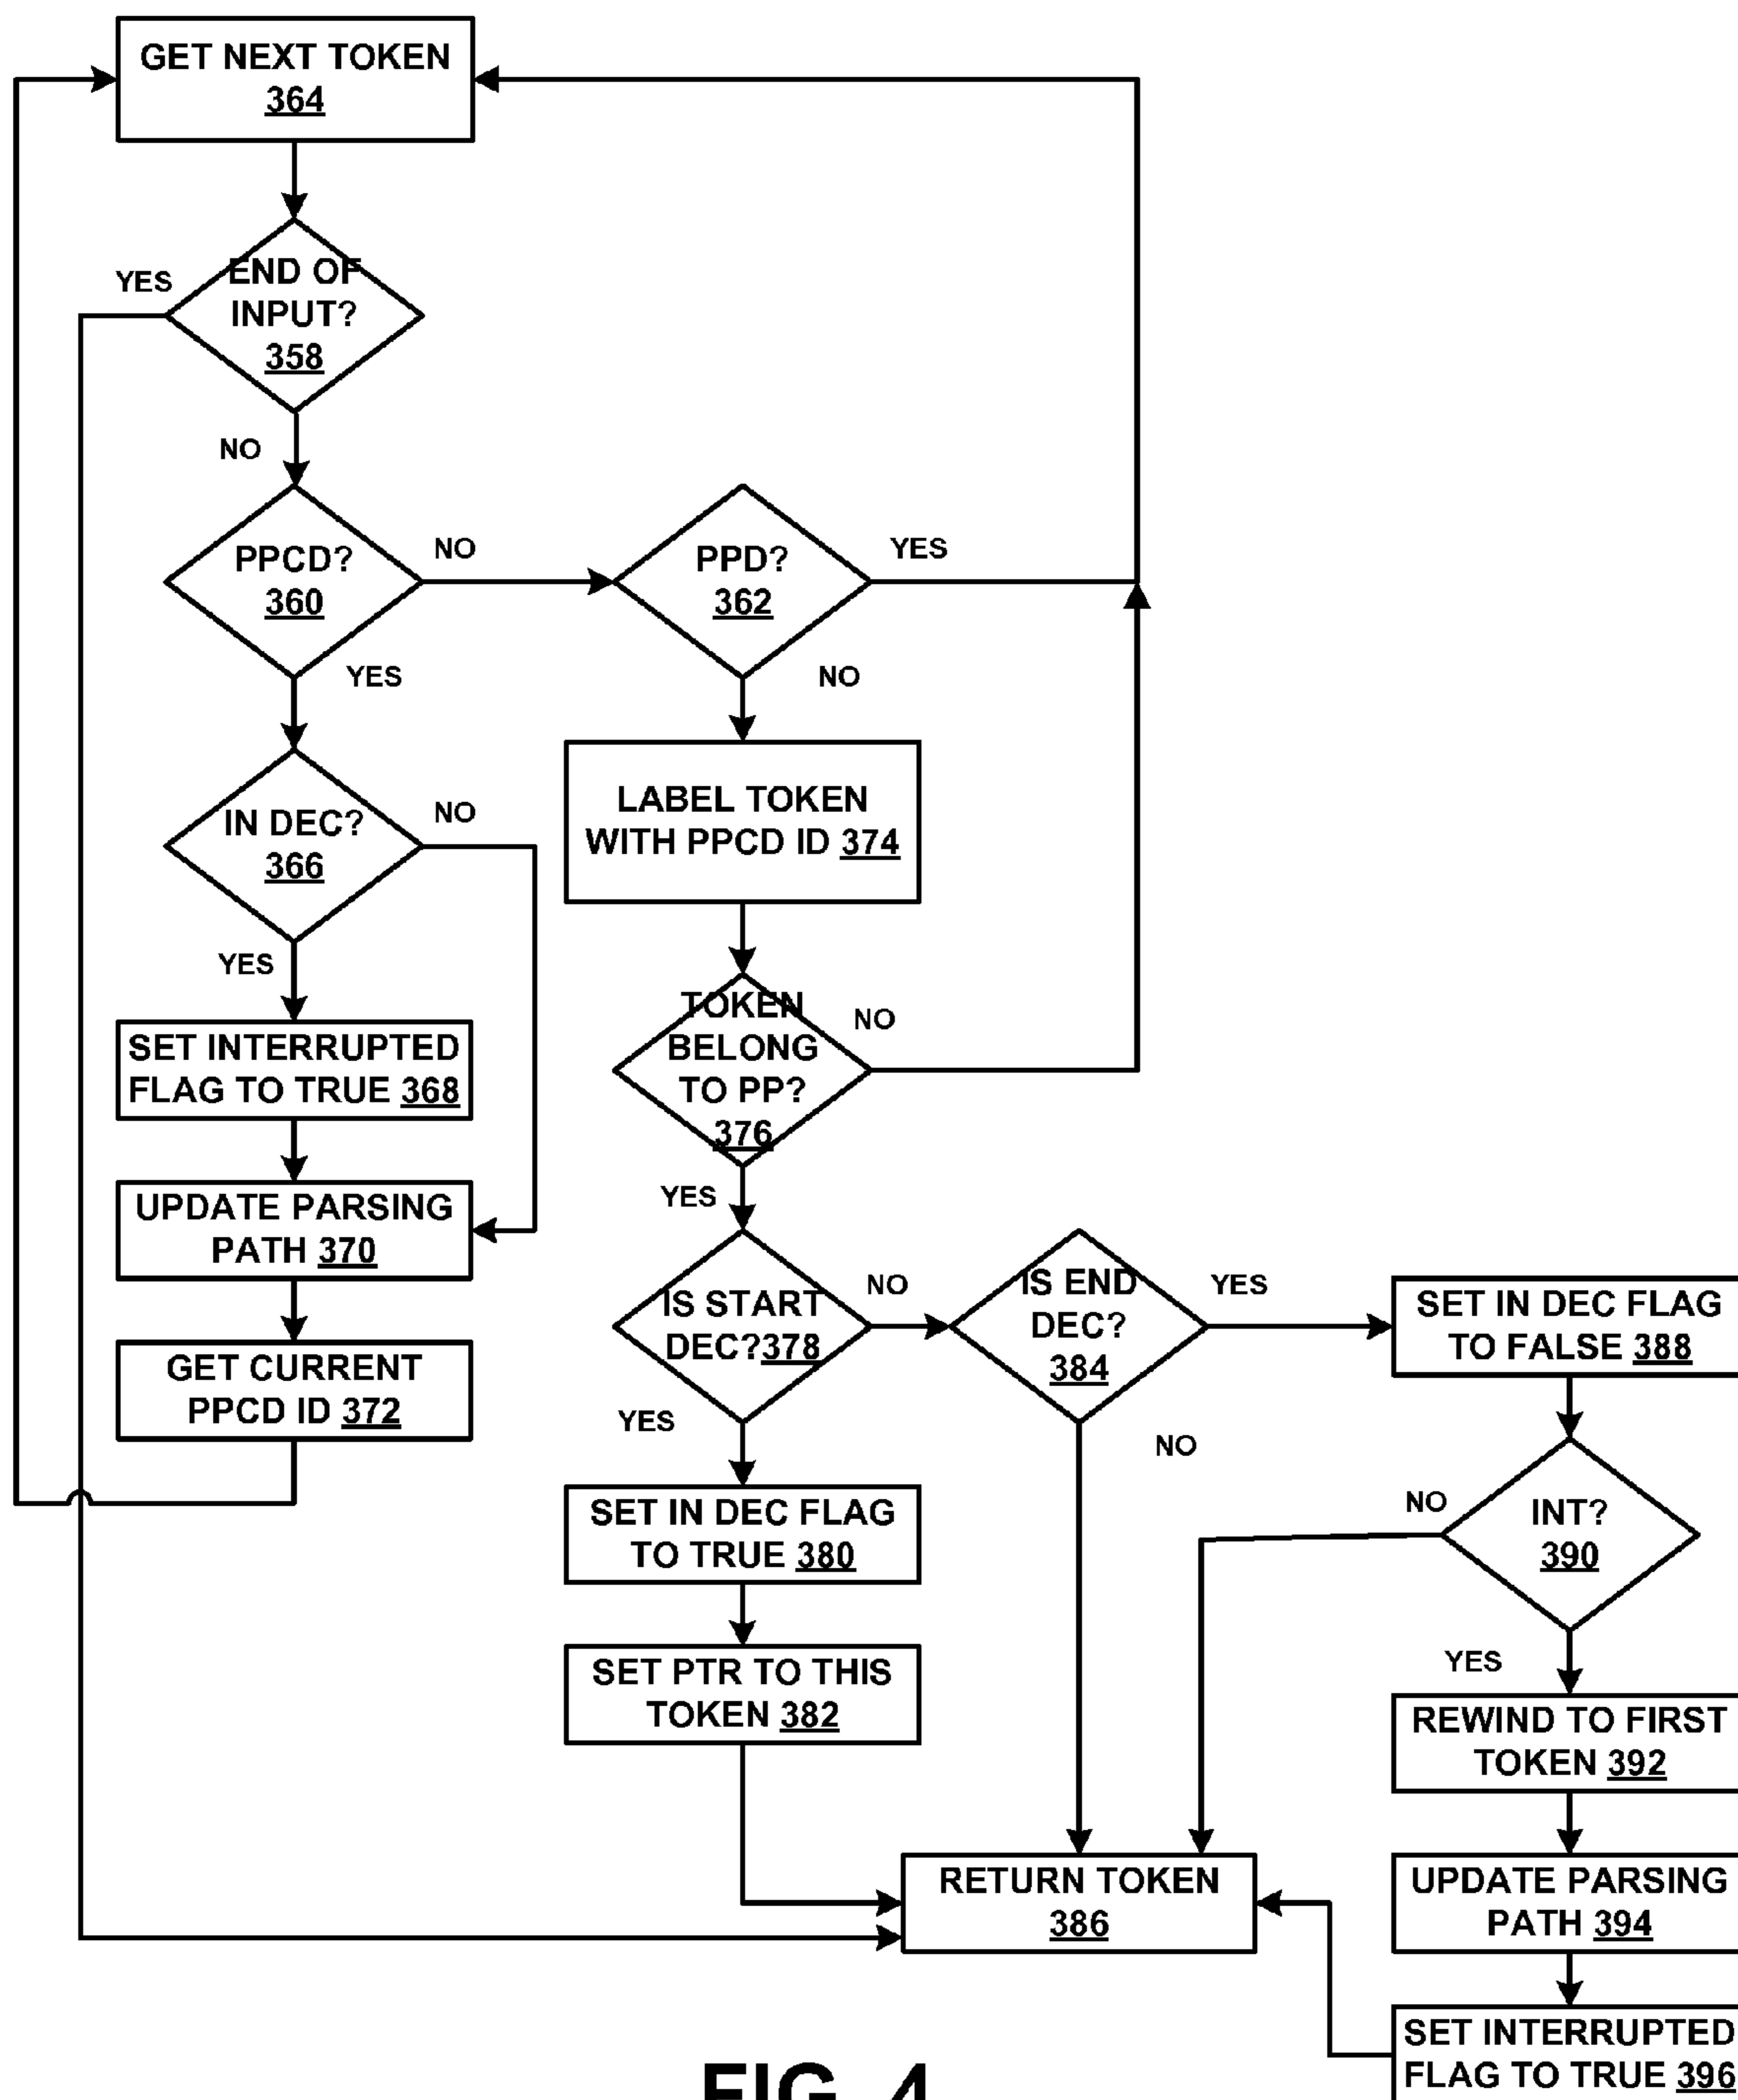 GET NEXT TOKEN
364
YES
END OF
INPUT?
358
NO
PPCD?
360
NO
PPD?
362
YES
YES
NO
IN DEC?
366
NO
LABEL TOKEN
WITH PPCD ID 374
YES
TOKEN
BELONG
TO PP?
376
NO
SET INTERRUPTED
FLAG TO TRUE 368
YES
UPDATE PARSING
PATH 370
IS START
DEC?378
NO
IS END
DEC?
384
YES
SET IN DEC FLAG
TO FALSE 388
GET CURRENT
PPCD ID 372
YES
NO
SET IN DEC FLAG
TO TRUE 380
NO
INT?
390
YES
SET PTR TO THIS
TOKEN 382
REWIND TO FIRST
TOKEN 392
RETURN TOKEN
386
UPDATE PARSING
PATH 394
SET INTERRUPTED
FLAG TO TRUE 396
FIG. 4